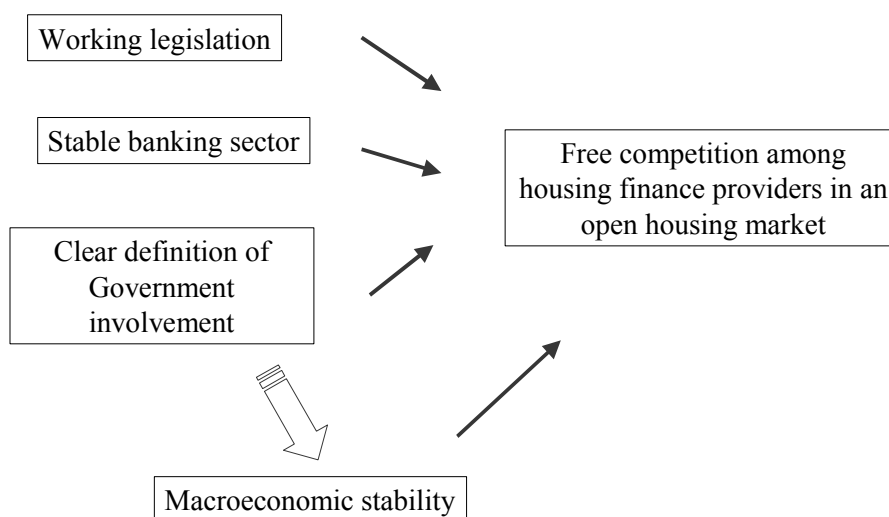 Working legislation
Stable banking sector
Clear definition of
Government
involvement
Macroeconomic stability
Free competition among
housing finance providers in an
open housing market